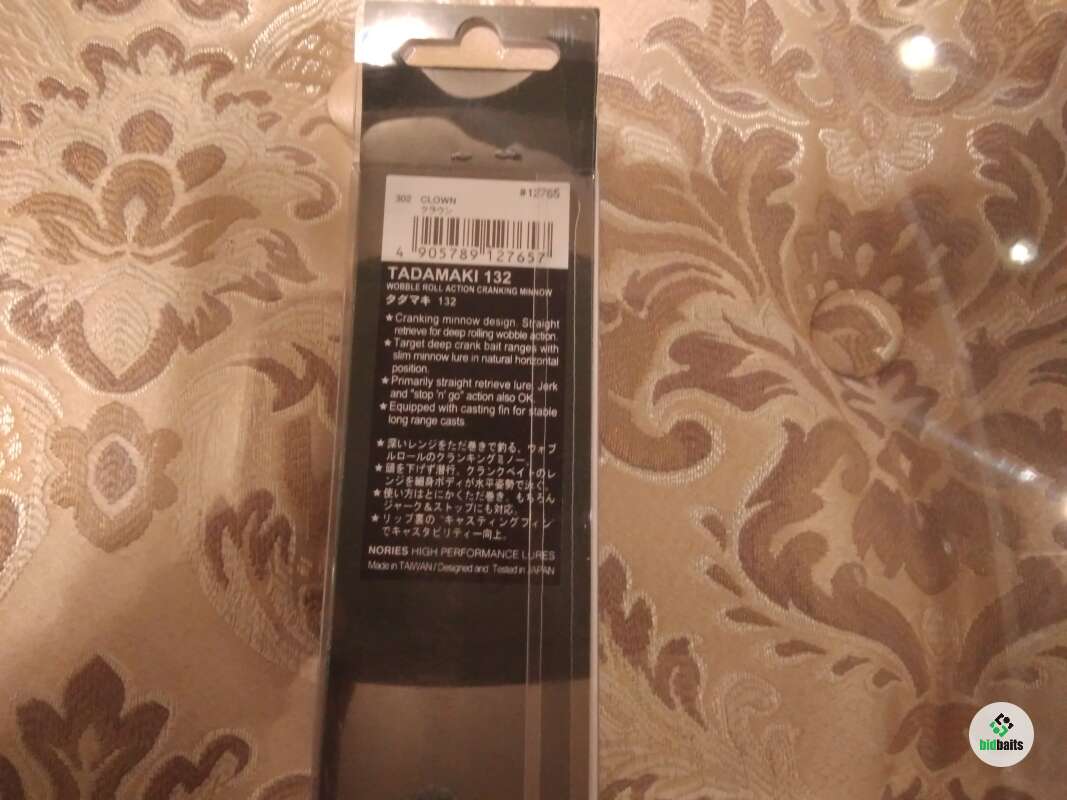 302 CLOWN #12765
クラウン
4 905789 127657
TADAMAKI 132
WOBBLE ROLL ACTION CRANKING MINNOW
タダマキ 132
★Cranking minnow design. Straight
retrieve for deep rolling wobble action.
★Target deep crank bait ranges with
slim minnow lure in natural horizontal
position.
★Primarily straight retrieve lure. Jerk
and "stop 'n' go" action also OK.
★Equipped with casting fin for stable
long range casts.
★深いレンジをただ巻きで釣る、ウォブ
ルロールのクランキングミノー。
★頭を下げず潜行。クランクベイトのレ
ンジを細身ボディが水平姿勢で泳ぐ。
★使い方はとにかくただ巻き。もちろん
ジャーク&ストップにも対応。
★リップ裏の"キャスティングフィン"
でキャスタビリティー向上。
NORIES HIGH PERFORMANCE LURES
Made in TAIWAN / Designed and Tested in JAPAN
bidbaits